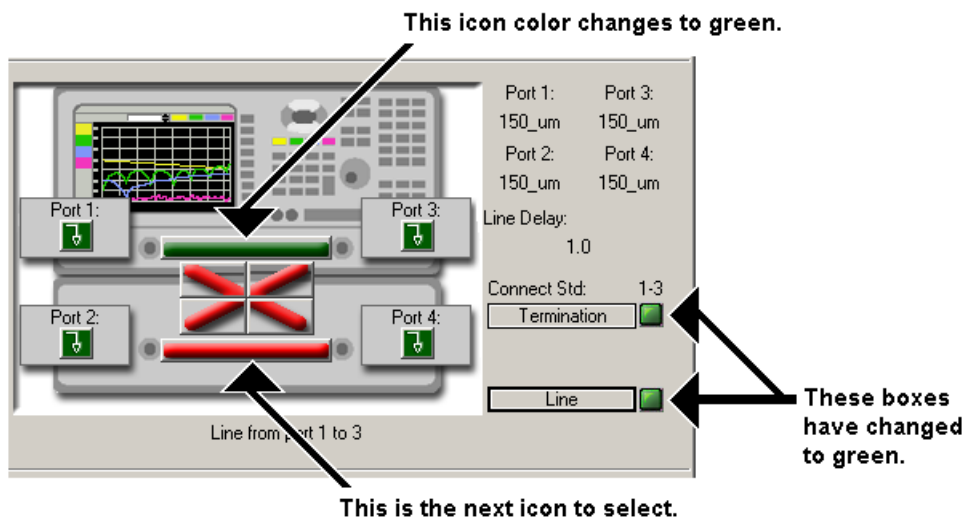 This icon color changes to green.
Port 1: Port 3:
150_um 150_um
Port 2: Port 4:
150_um 150_um
Port 1:
Port 3:
Line Delay:
1.0
Connect Std: 1-3
Port 2:
Port 4:
Termination
Line
These boxes
have changed
to green.
Line from port 1 to 3
This is the next icon to select.